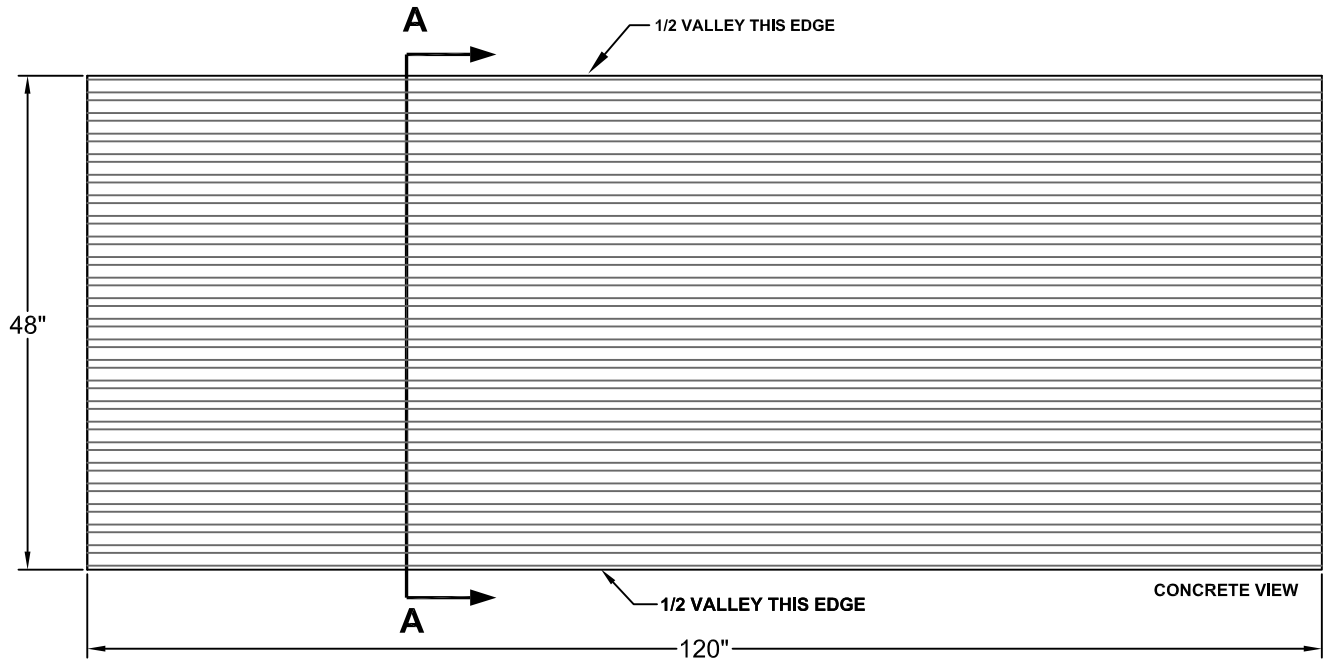 A
1/2 VALLEY THIS EDGE
48"
A
1/2 VALLEY THIS EDGE
CONCRETE VIEW
120"